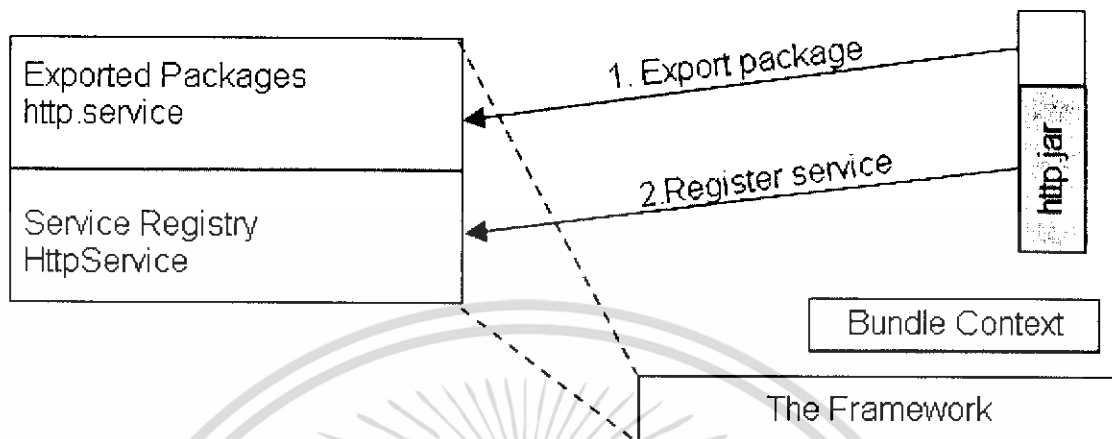 Exported Packages
http.service
1. Export package
http.jar
2.Register service
Service Registry
HttpService
Bundle Context
The Framework